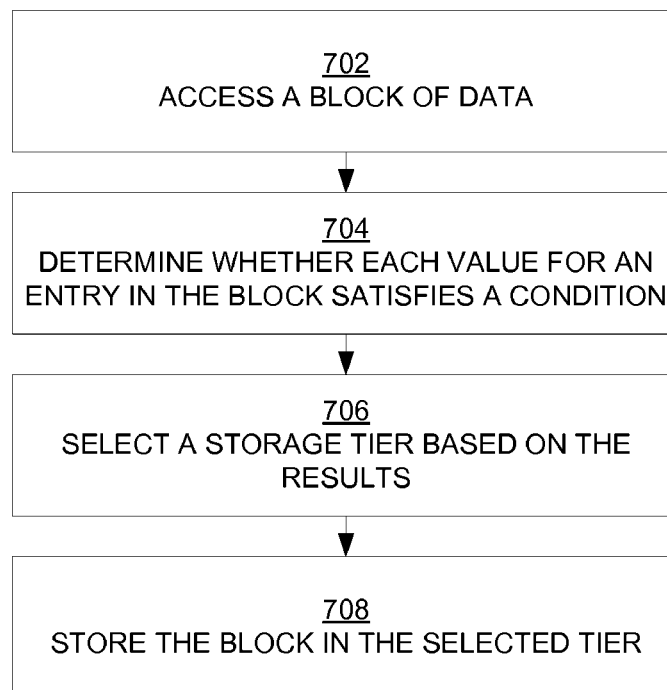 702
ACCESS A BLOCK OF DATA
704
DETERMINE WHETHER EACH VALUE FOR AN
ENTRY IN THE BLOCK SATISFIES A CONDITION
706
SELECT A STORAGE TIER BASED ON THE
RESULTS
708
STORE THE BLOCK IN THE SELECTED TIER